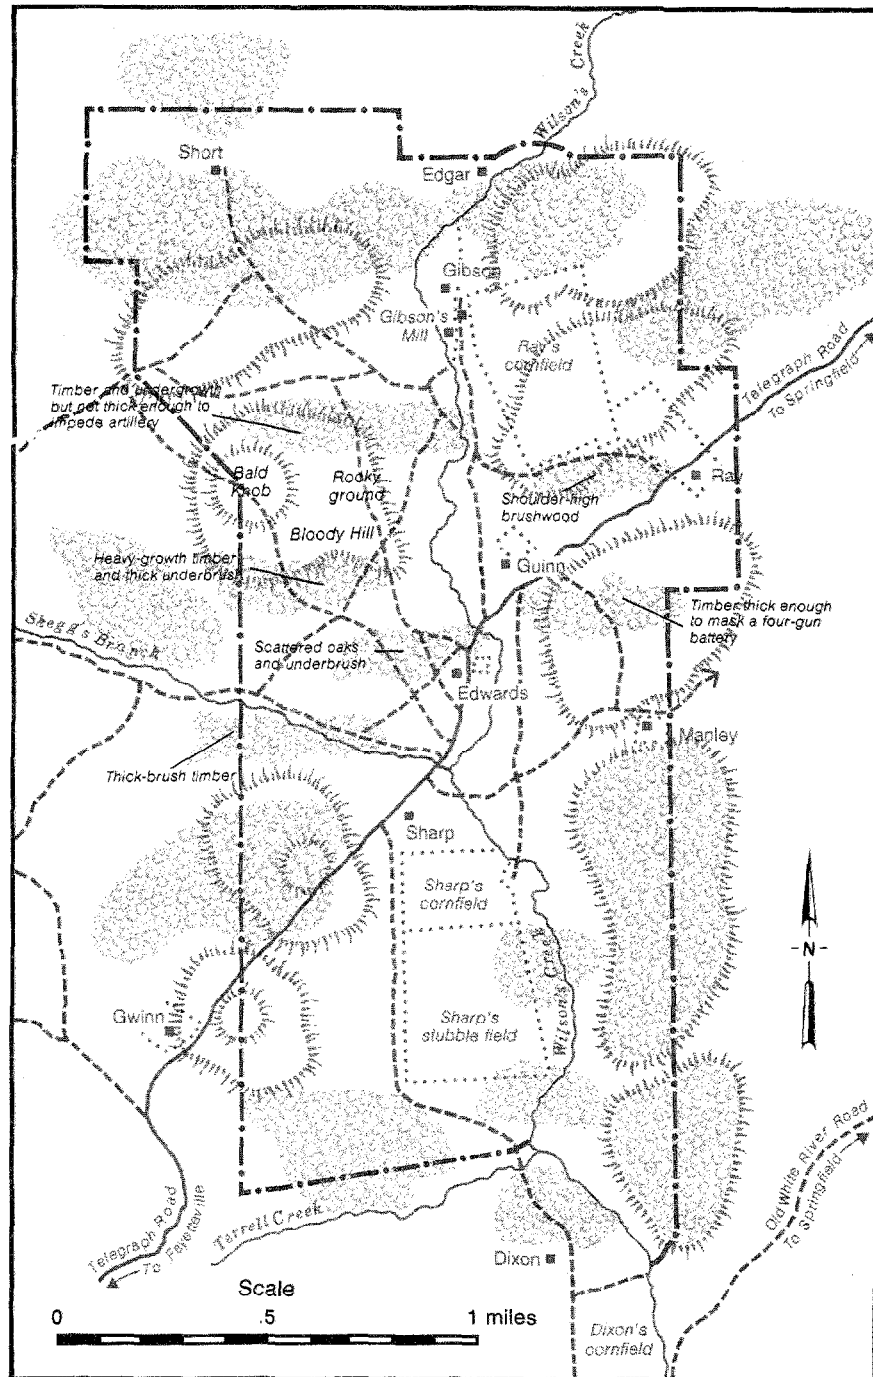 Wilson's Creek
Short
Edgar
Gibson
Gibson's
Mill
Ray's
cornfield
Telegraph Road
To Springfield
Timber and undergrowth
but not thick enough to
impede artillery
Bald
Knob
Rocky
ground
Ray
Shoulder-high
brushwood
Bloody Hill
Heavy-growth timber
and thick underbrush
Guinn
Timber thick enough
to mask a four-gun
battery
Skegg's Branch
Scattered oaks
and underbrush
Edwards
Manley
Thick-brush timber
Sharp
Sharp's
cornfield
N
Wilson's Creek
Gwinn
Sharp's
stubble field
Old White River Road
To Springfield
Telegraph Road
To Fayetteville
Terrell Creek
Dixon
Scale
0 .5 1 miles
Dixon's
cornfield